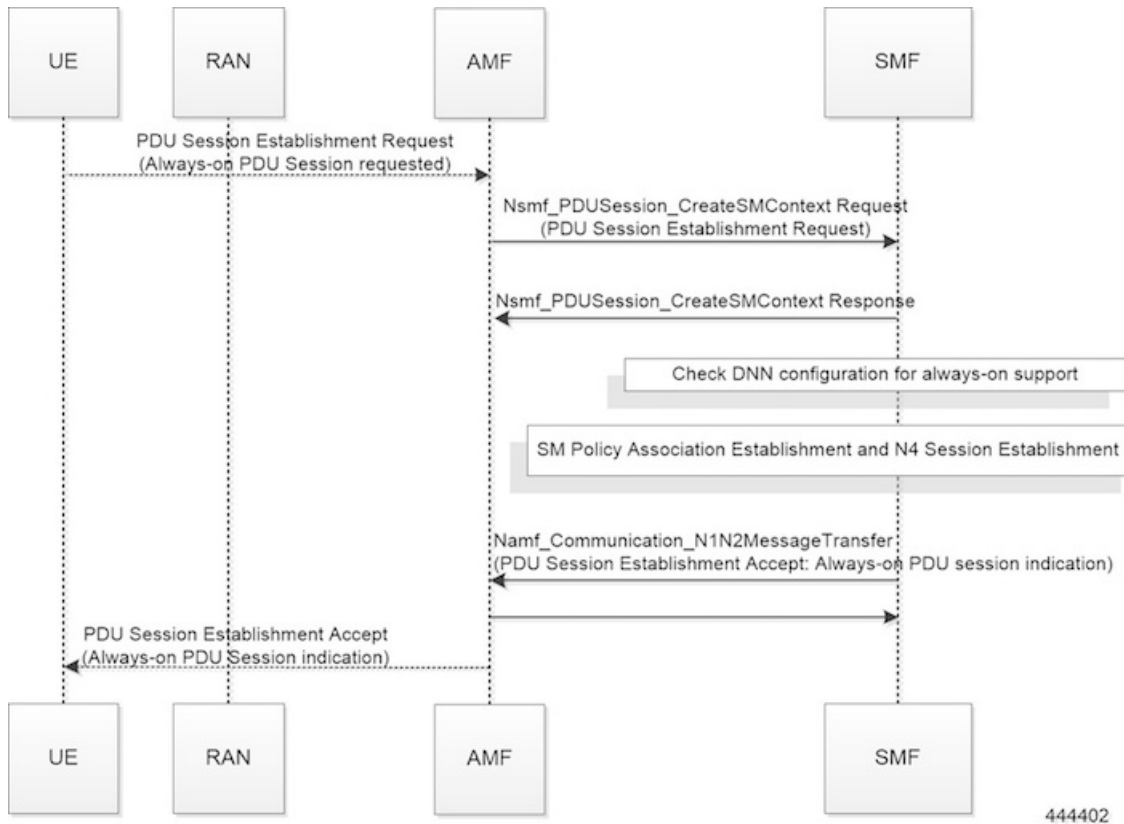 UE
RAN
AMF
SMF
PDU Session Establishment Request
(Always-on PDU Session requested)
Nsmf_PDUSession_CreateSMContext Request
(PDU Session Establishment Request)
Nsmf_PDUSession_CreateSMContext Response
Check DNN configuration for always-on support
SM Policy Association Establishment and N4 Session Establishment
Namf_Communication_N1N2MessageTransfer
(PDU Session Establishment Accept: Always-on PDU session indication)
PDU Session Establishment Accept
(Always-on PDU Session indication)
UE
RAN
AMF
SMF
444402